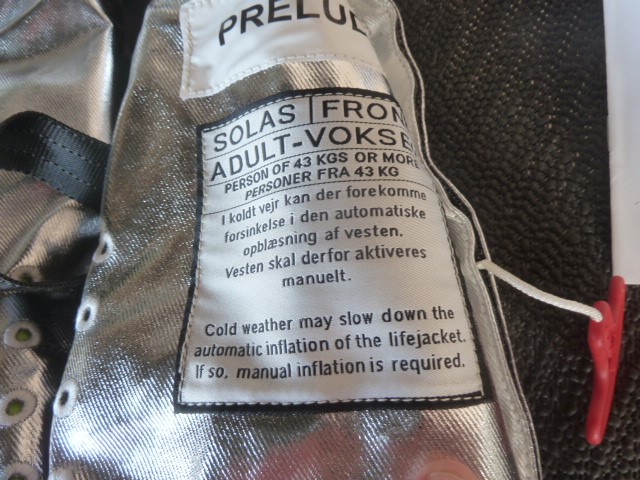 PRELU
SOLAS FRON
ADULT-VOKSE
PERSON OF 43 KGS OR MORE
PERSONER FRA 43 KG
I koldt vejr kan der forekomme
forsinkelse i den automatiske
opblæsning af vesten.
Vesten skal derfor aktiveres
manuelt.
Cold weather may slow down the
automatic inflation of the lifejacket.
If so, manual inflation is required.